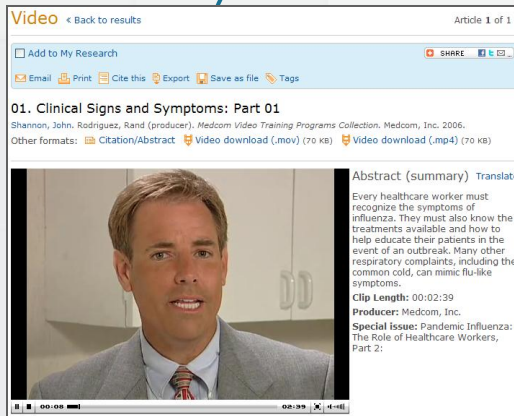 Video < Back to results
Article 1 of 1
Add to My Research
SHARE
Email Print Cite this Export Save as file Tags
01. Clinical Signs and Symptoms: Part 01
Shannon, John. Rodriguez, Rand (producer). Medcom Video Training Programs Collection. Medcom, Inc. 2006.
Other formats: Citation/Abstract Video download (.mov) (70 KB) Video download (.mp4) (70 KB)
Abstract (summary) Translate
Every healthcare worker must
recognize the symptoms of
influenza. They must also know the
treatments available and how to
help educate their patients in the
event of an outbreak. Many other
respiratory complaints, including the
common cold, can mimic flu-like
symptoms.
Clip Length: 00:02:39
Producer: Medcom, Inc.
Special issue: Pandemic Influenza:
The Role of Healthcare Workers,
Part 2:
00:08 02:39